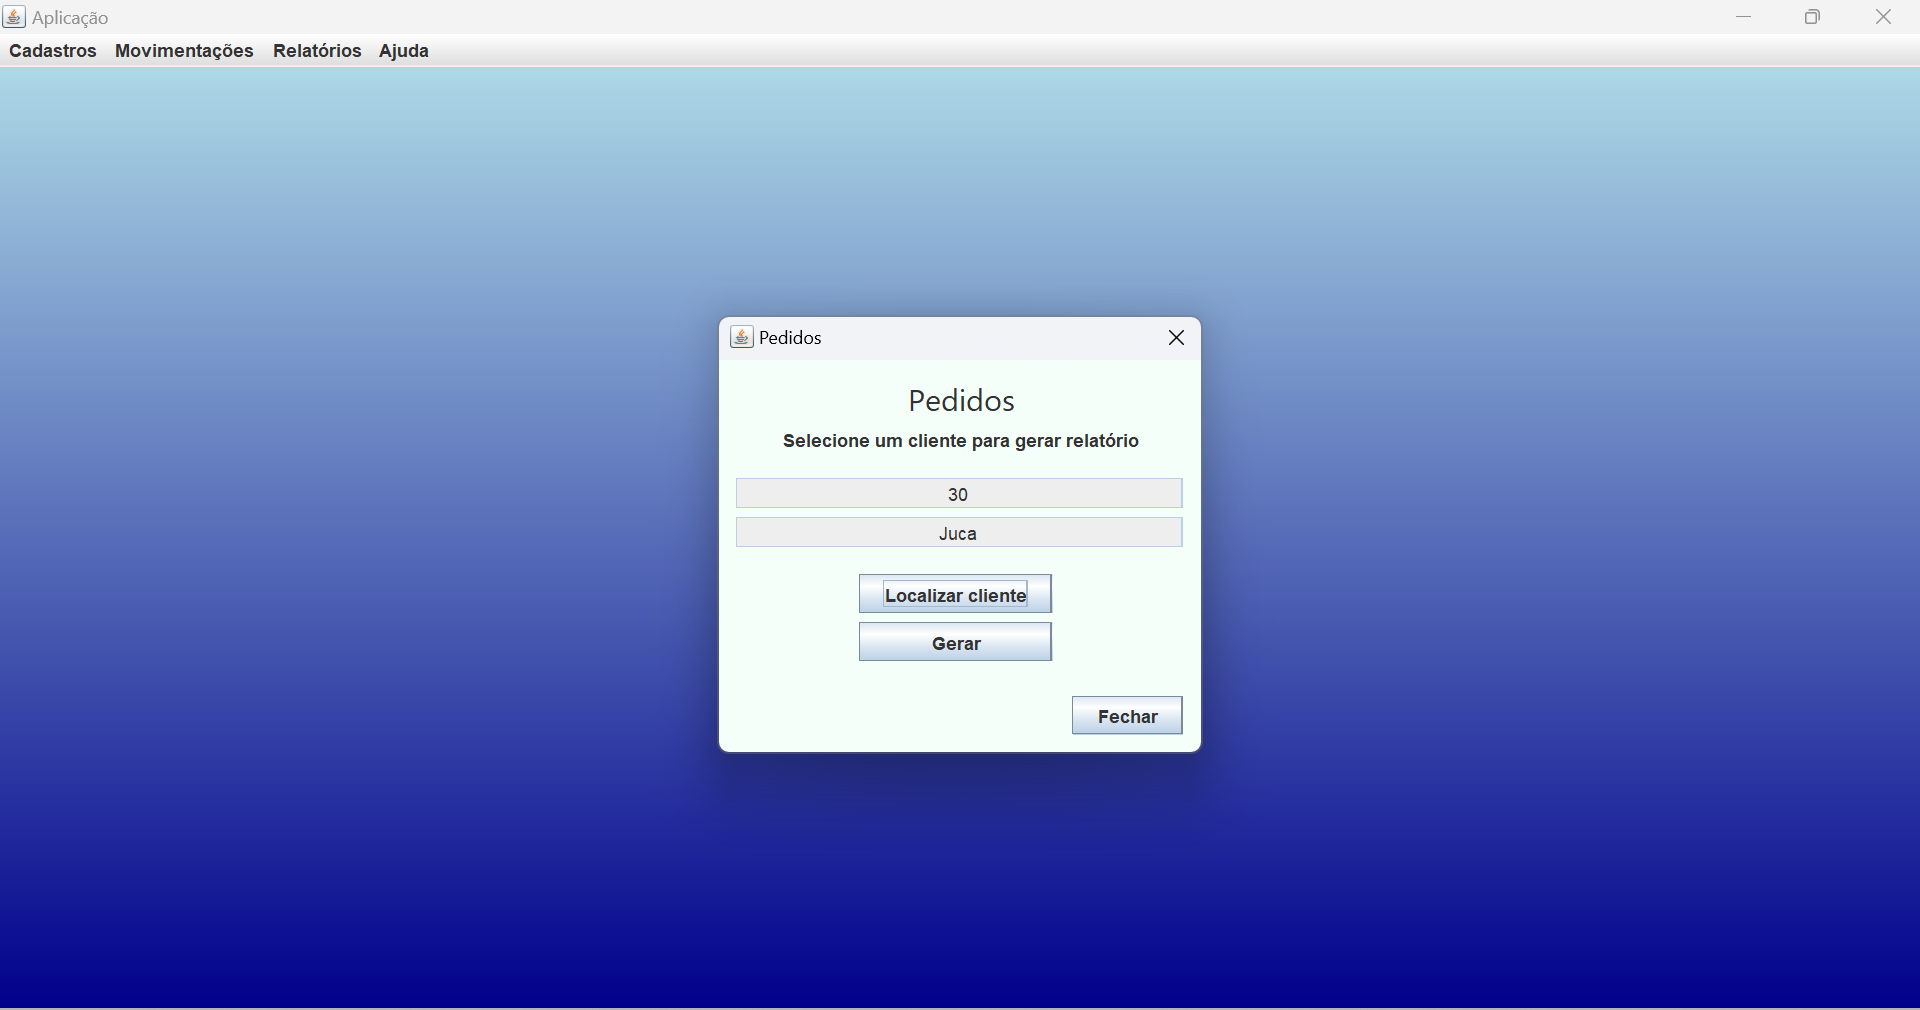 Aplicação
Cadastros Movimentações Relatórios Ajuda
Pedidos
Pedidos
Selecione um cliente para gerar relatório
30
Juca
Localizar cliente
Gerar
Fechar